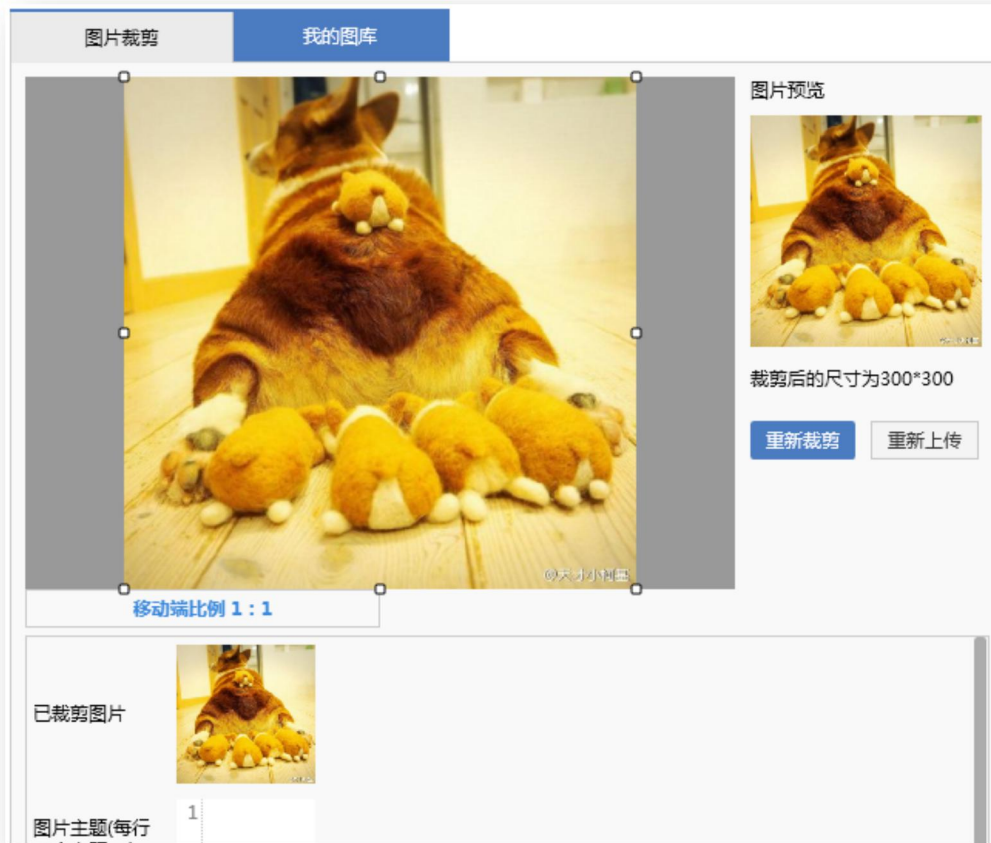 图片裁剪
我的图库
图片预览
裁剪后的尺寸为300*300
重新裁剪
重新上传
移动端比例 1：1
已裁剪图片
图片主题(每行
1